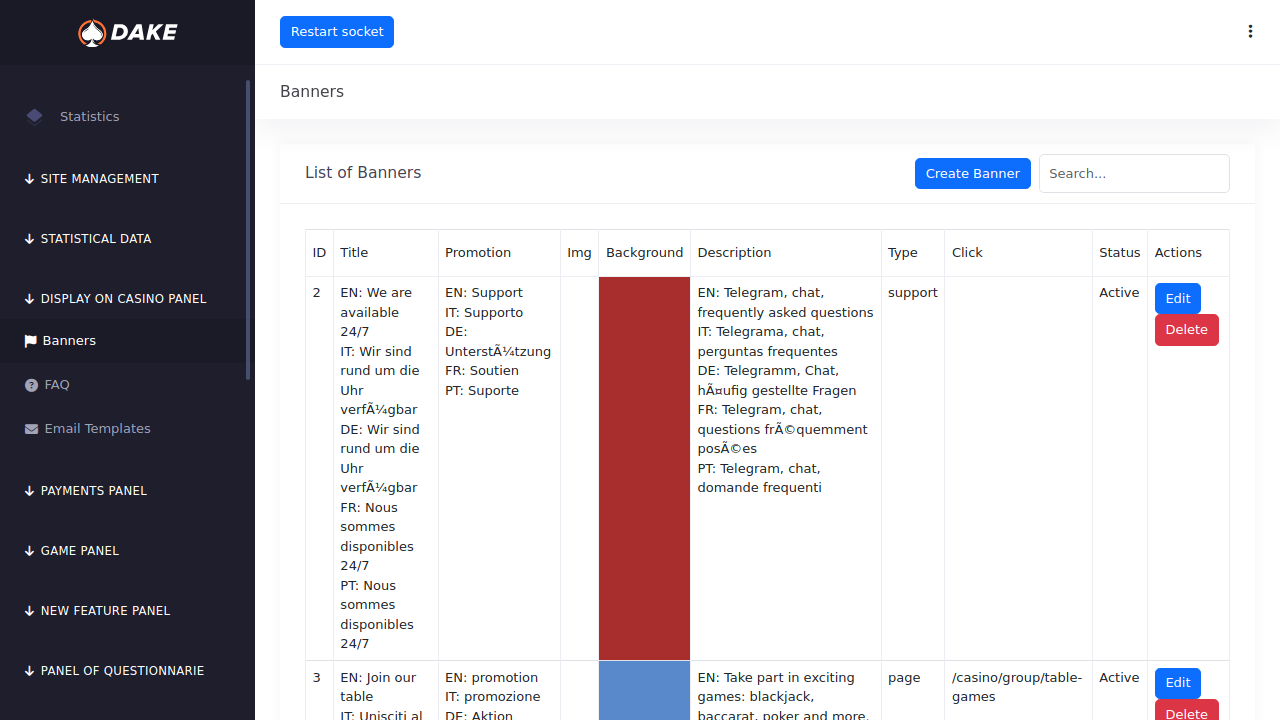 DAKE
Restart socket
Banners
Statistics
SITE MANAGEMENT
STATISTICAL DATA
DISPLAY ON CASINO PANEL
Banners
FAQ
Email Templates
PAYMENTS PANEL
GAME PANEL
NEW FEATURE PANEL
PANEL OF QUESTIONNARIE
List of Banners
Create Banner
Search...
ID Title Promotion Img Background Description Type Click Status Actions
2
EN: We are
available
24/7
IT: Wir sind
rund um die
Uhr
verfÃ¼gbar
DE: Wir sind
rund um die
Uhr
verfÃ¼gbar
FR: Nous
sommes
disponibles
24/7
PT: Nous
sommes
disponibles
24/7
EN: Support
IT: Supporto
DE:
UnterstÃ¼tzung
FR: Soutien
PT: Suporte
EN: Telegram, chat,
frequently asked questions
IT: Telegrama, chat,
perguntas frequentes
DE: Telegramm, Chat,
hÃ¤ufig gestellte Fragen
FR: Telegram, chat,
questions frÃ©quemment
posÃ©es
PT: Telegram, chat,
domande frequenti
support
Active
Edit
Delete
3
EN: Join our
table
IT: Unisciti al
EN: promotion
IT: promozione
DE: Aktion
EN: Take part in exciting
games: blackjack,
baccarat, poker and more.
page
/casino/group/table-
games
Active
Edit
Delete